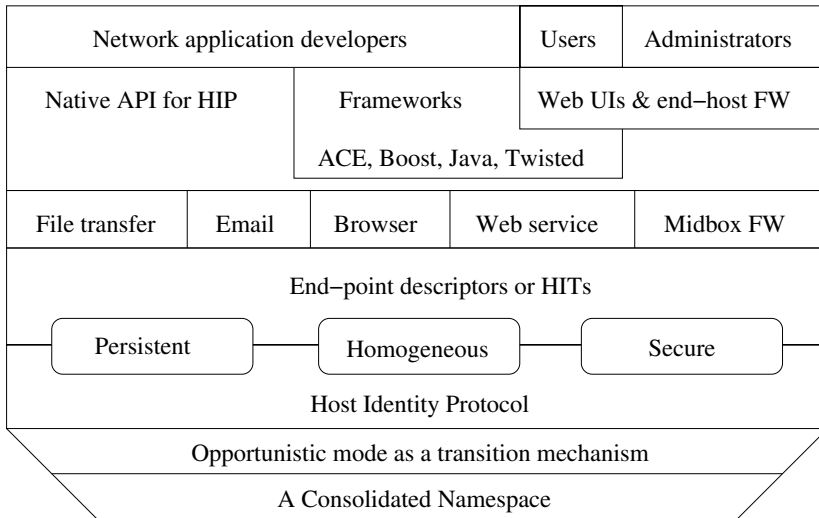 Network application developers Users Administrators
Native API for HIP Frameworks Web UIs & end−host FW
ACE, Boost, Java, Twisted
File transfer Email Browser Web service Midbox FW
End−point descriptors or HITs
Persistent Homogeneous Secure
Host Identity Protocol
Opportunistic mode as a transition mechanism
A Consolidated Namespace